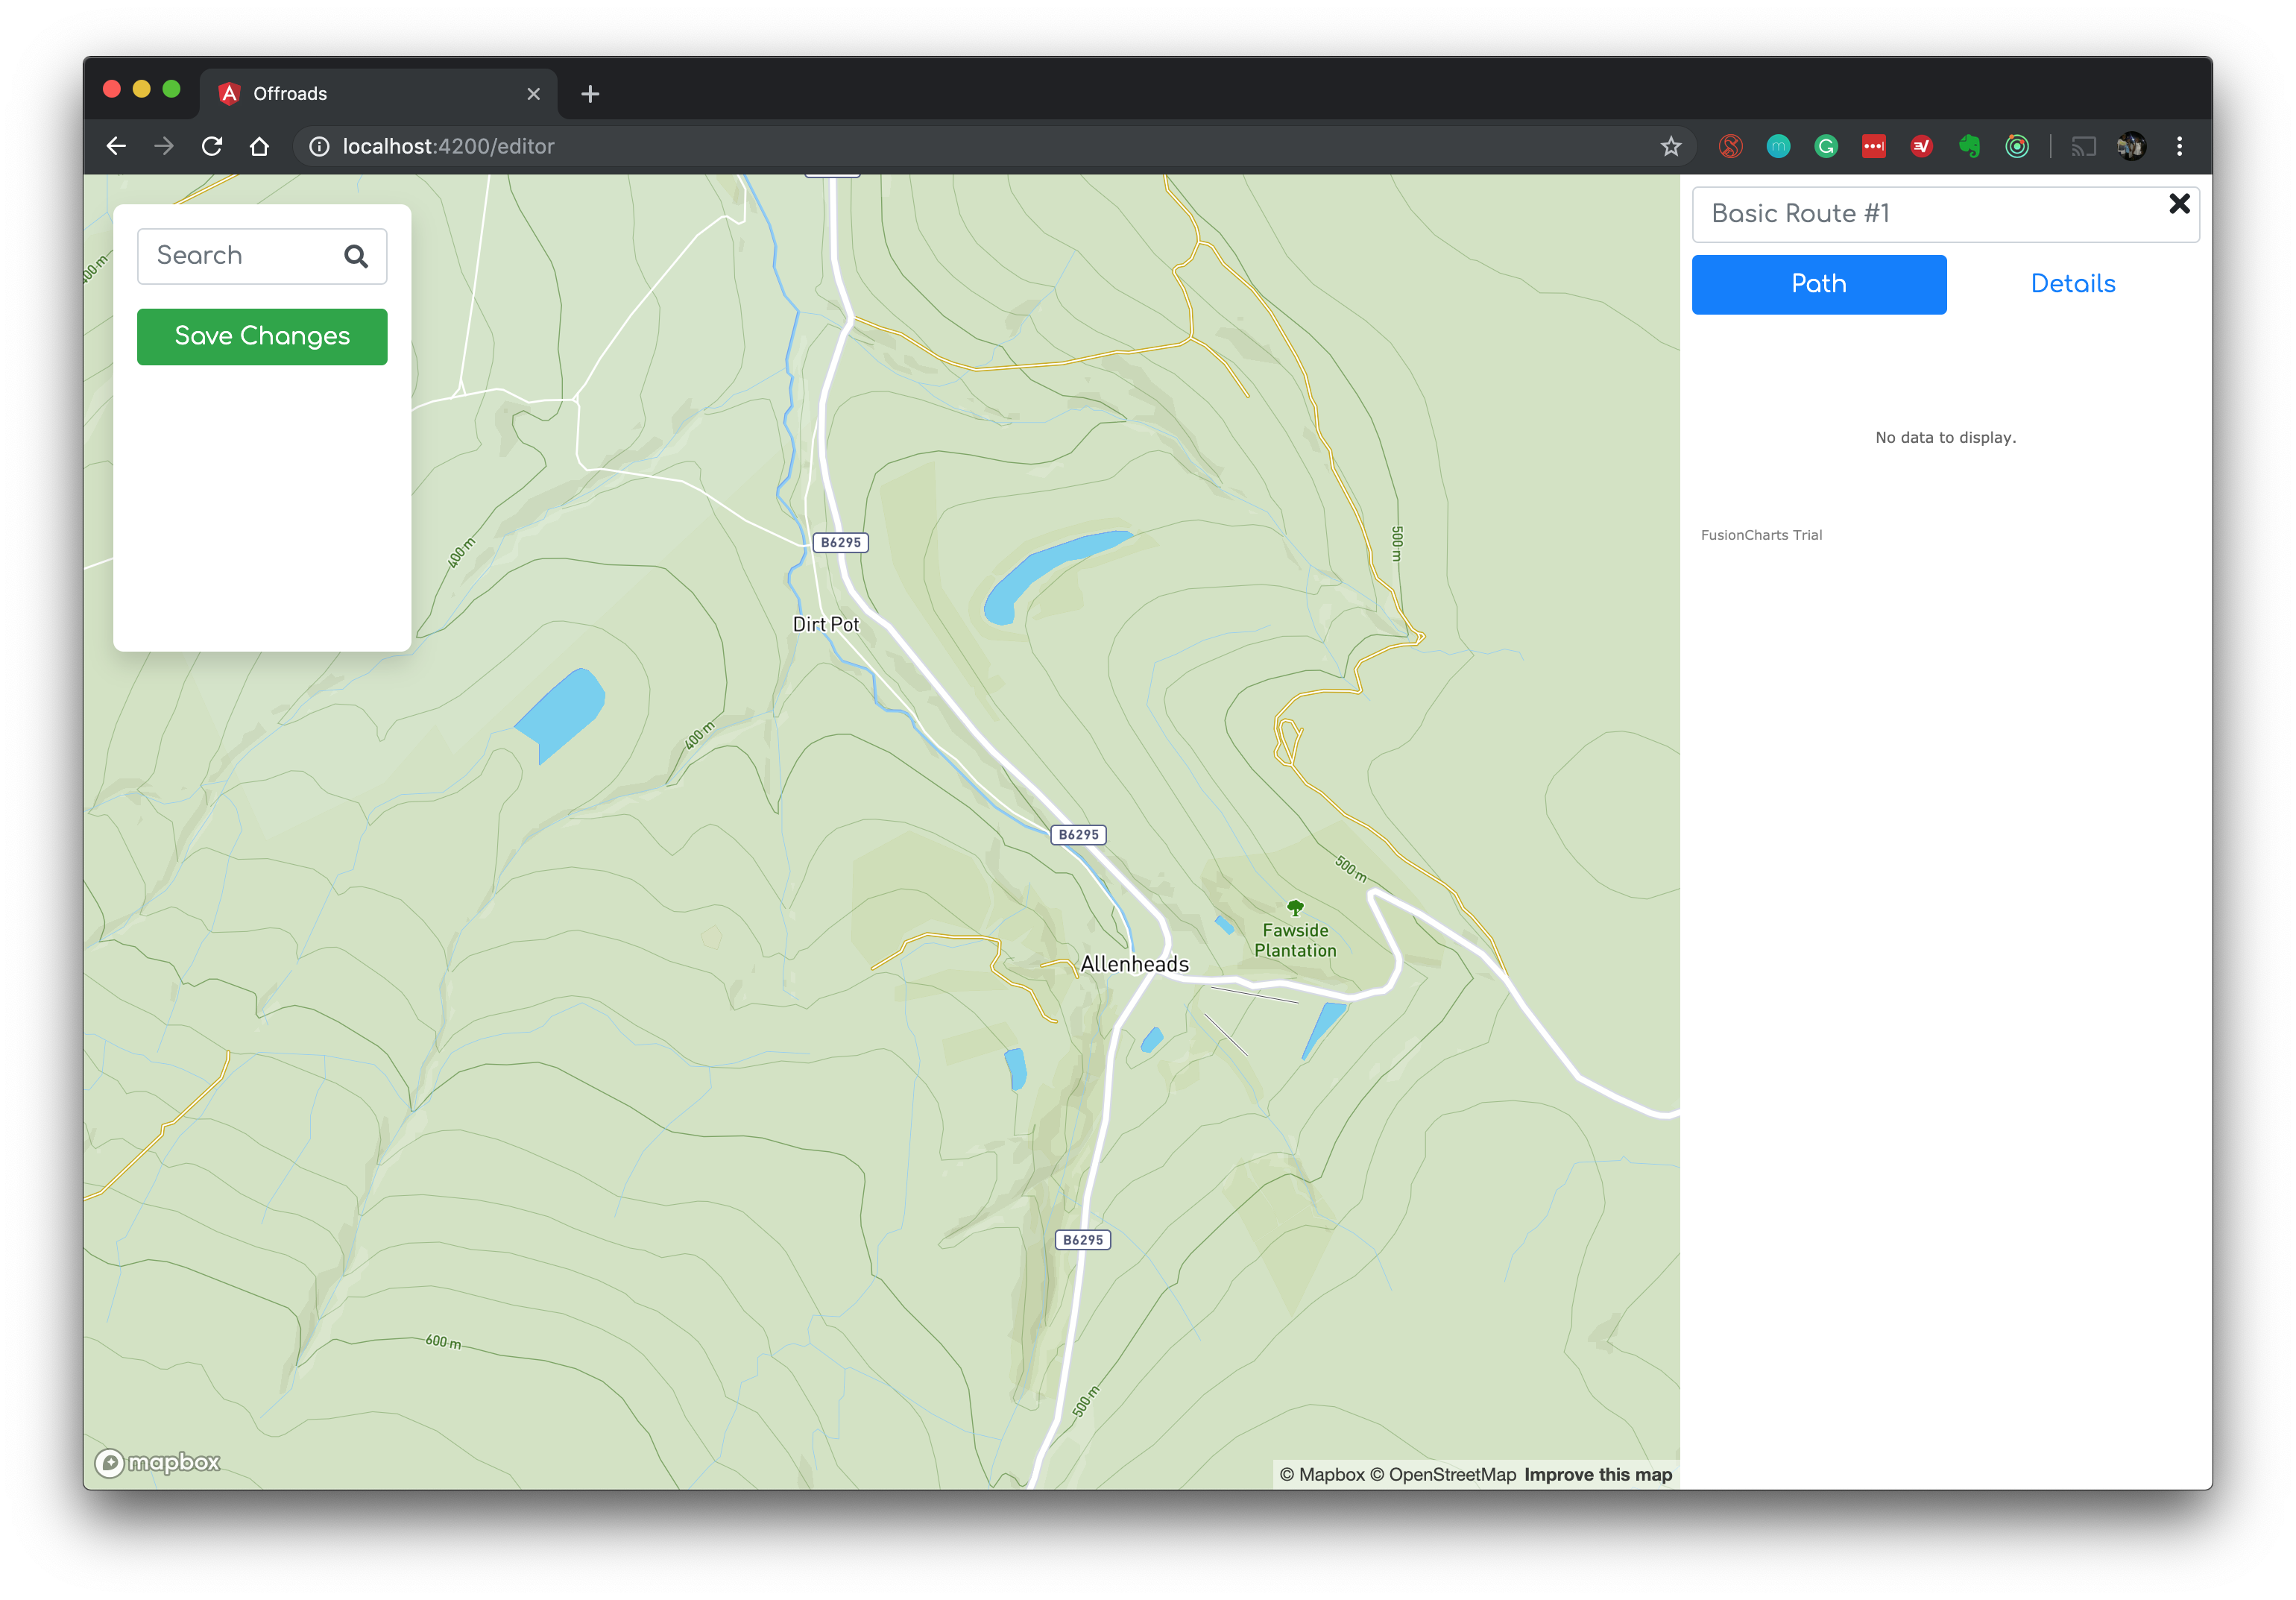 Offroads
localhost:4200/editor
Search
Save Changes
Basic Route #1
Path
Details
No data to display.
FusionCharts Trial
400 m
400 m
400 m
500 m
B6295
Dirt Pot
B6295
500 m
Fawside
Plantation
Allenheads
B6295
600 m
500 m
mapbox
© Mapbox © OpenStreetMap Improve this map